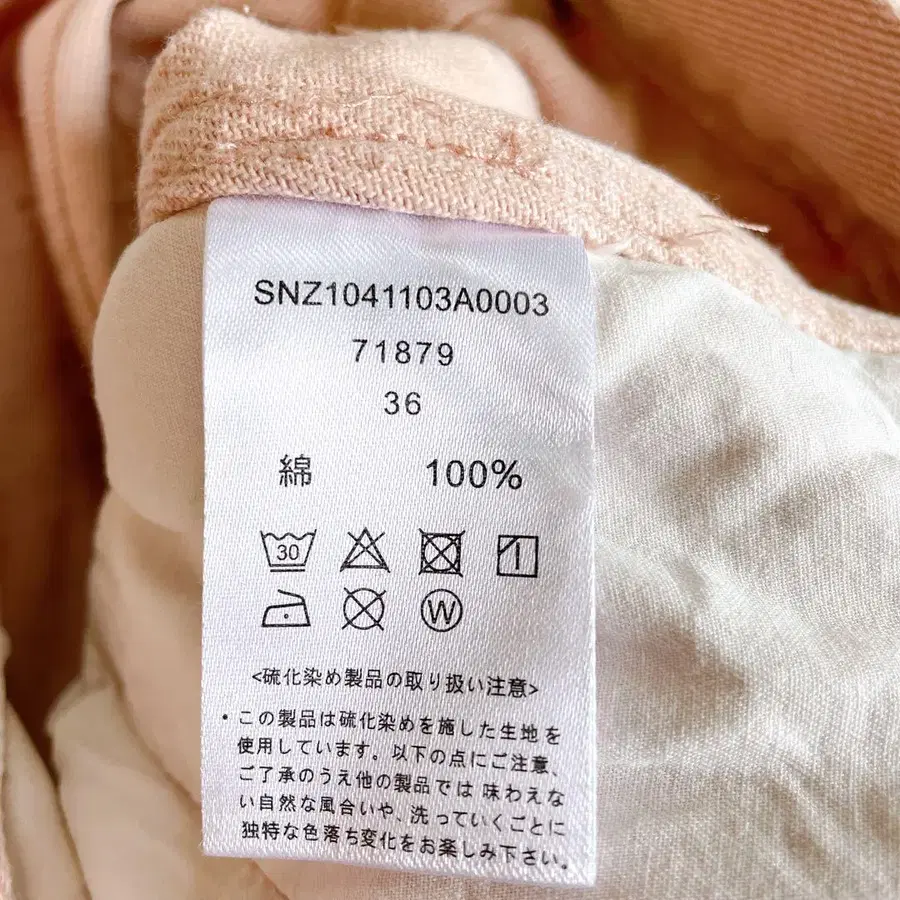 SNZ1041103A0003
71879
36
綿 100%
30
W
<硫化染め製品の取り扱い注意>
・この製品は硫化染めを施した生地を
使用しています。以下の点にご注意、
ご了承のうえ他の製品では味わえな
い自然な風合いや、洗っていくごとに
独特な色落ち変化をお楽しみ下さい。